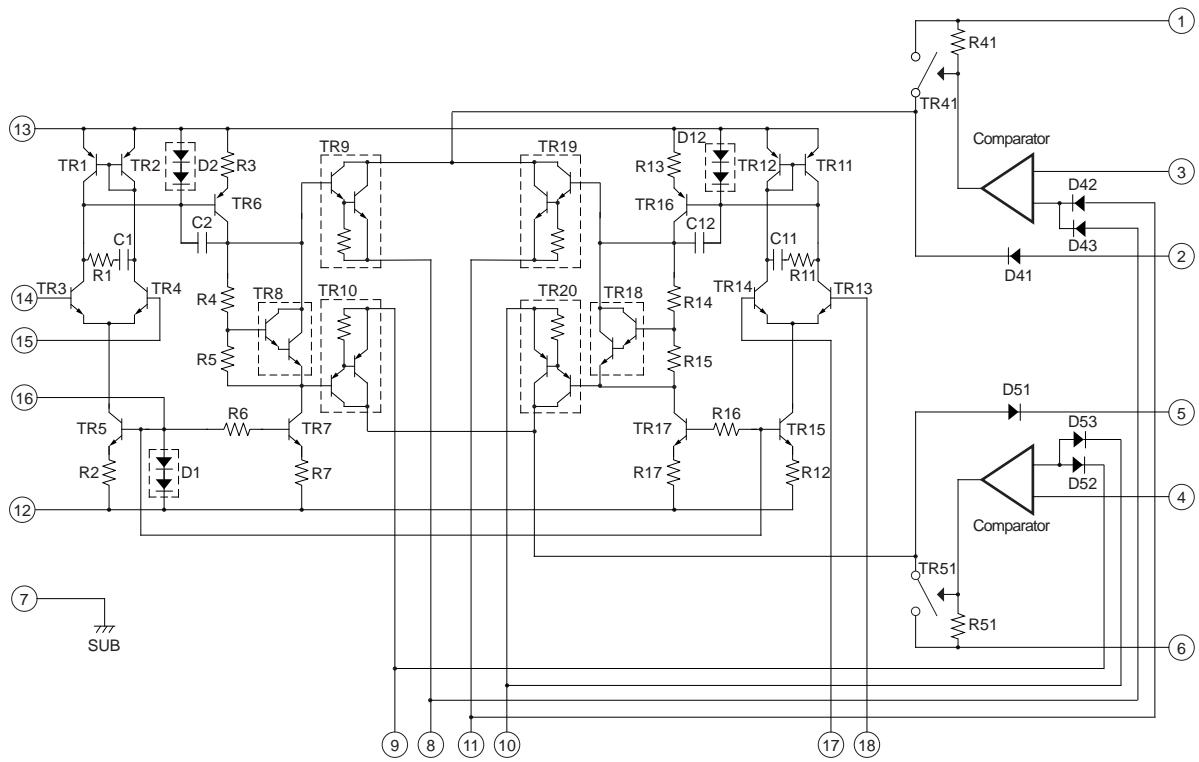 1
R41
TR41
13
D12
Comparator
TR1
TR2
D2
R3
TR9
TR19
R13
TR12
TR11
3
D42
TR6
TR16
C2
C12
D43
C1
R1
C11
R11
D41
2
14
TR3
TR4
R4
TR8
TR10
TR20
TR18
R14
TR14
TR13
15
R5
R15
16
D51
5
R6
R16
D53
TR5
TR7
TR17
TR15
R2
D1
R7
R17
R12
D52
4
12
Comparator
TR51
7
R51
SUB
6
9
8
11
10
17
18